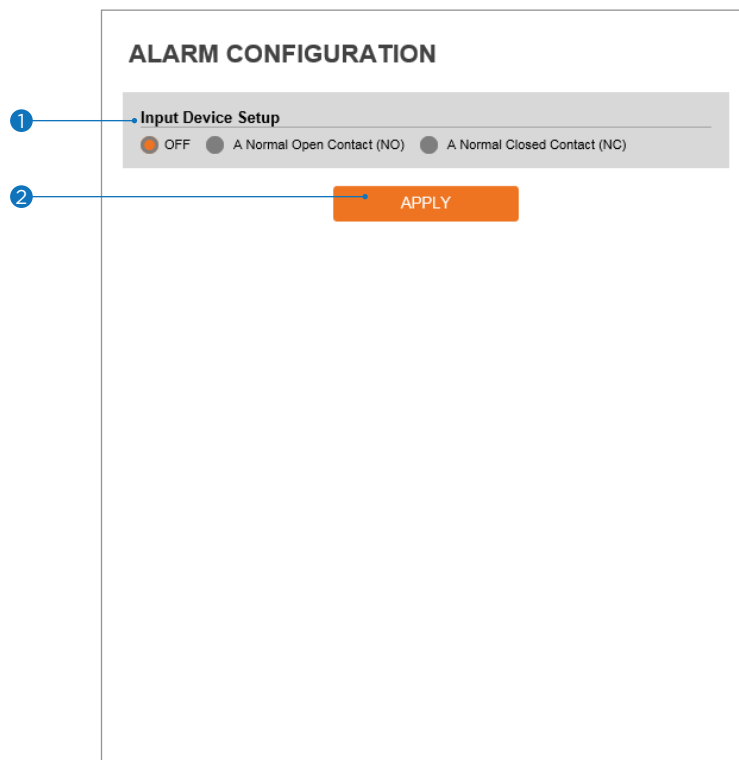 ALARM CONFIGURATION
1
Input Device Setup
OFF A Normal Open Contact (NO) A Normal Closed Contact (NC)
2
APPLY